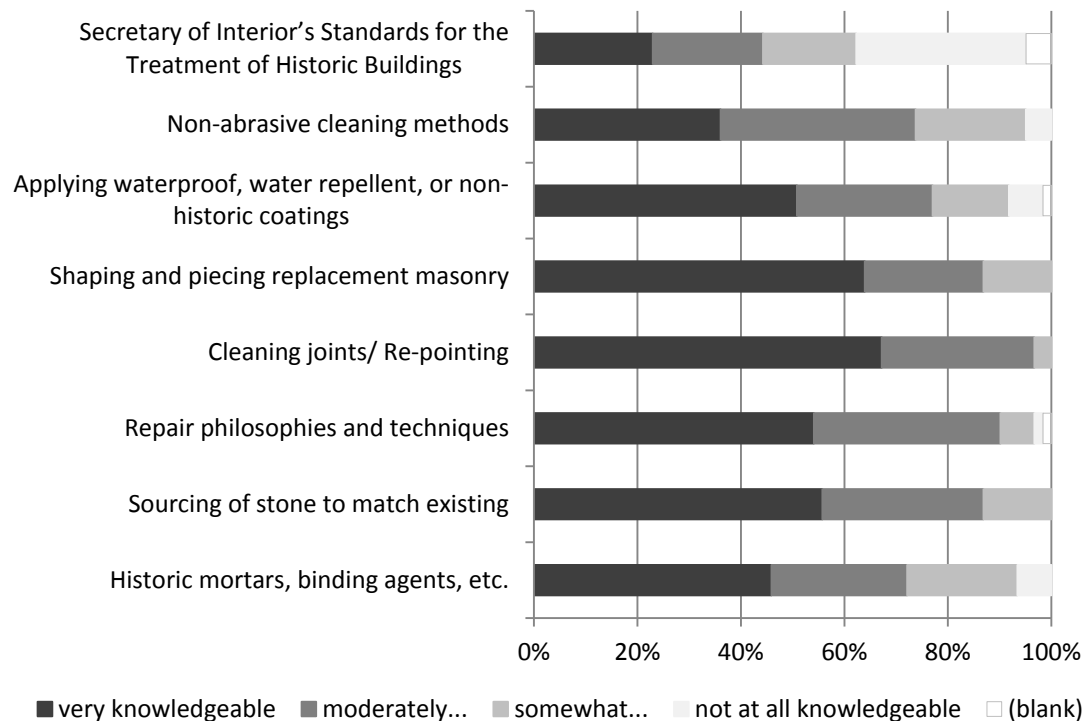 Secretary of Interior’s Standards for the
Treatment of Historic Buildings
Non-abrasive cleaning methods
Applying waterproof, water repellent, or non-
historic coatings
Shaping and piecing replacement masonry
Cleaning joints/ Re-pointing
Repair philosophies and techniques
Sourcing of stone to match existing
Historic mortars, binding agents, etc.
0% 20% 40% 60% 80% 100%
very knowledgeable moderately... somewhat... not at all knowledgeable (blank)